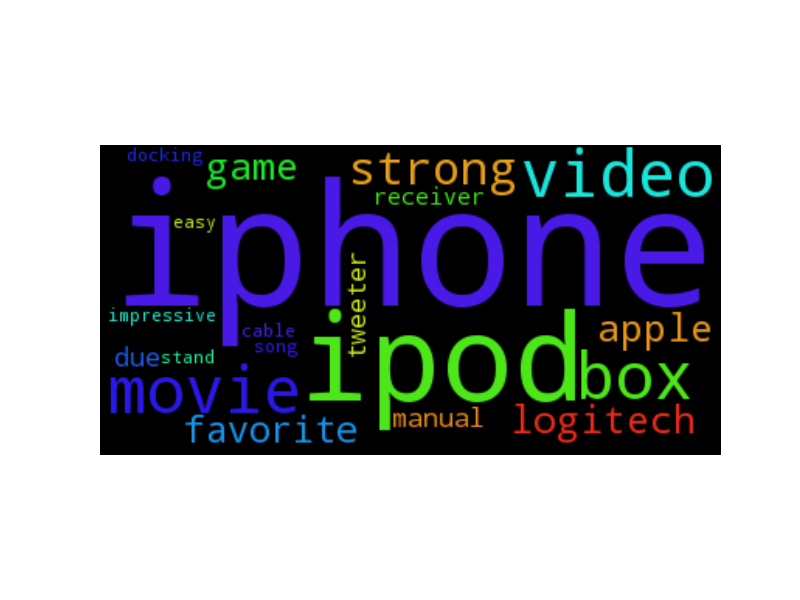 docking
game
strong
video
receiver
iphone
easy
tweeter
impressive
cable
song
ipod
apple
due
stand
box
movie
manual
logitech
favorite